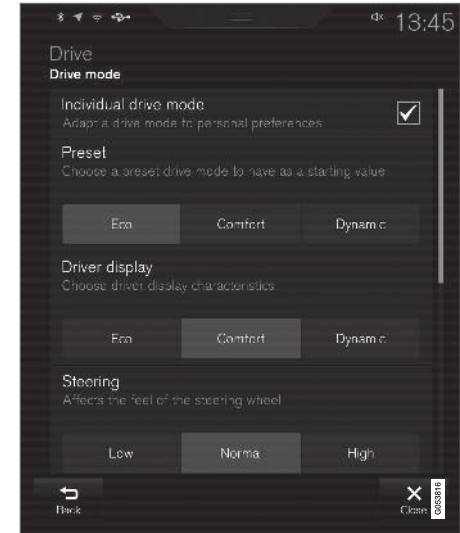 13:45
Drive
Drive mode
Individual drive mode
Adapt a drive mode to personal preferences
Preset
Choose a preset drive mode to have as a starting value
Eco Comfort Dynamic
Driver display
Choose driver display characteristics
Eco Comfort Dynamic
Steering
Affects the feel of the steering wheel
Low Normal High
Back Close
G053816